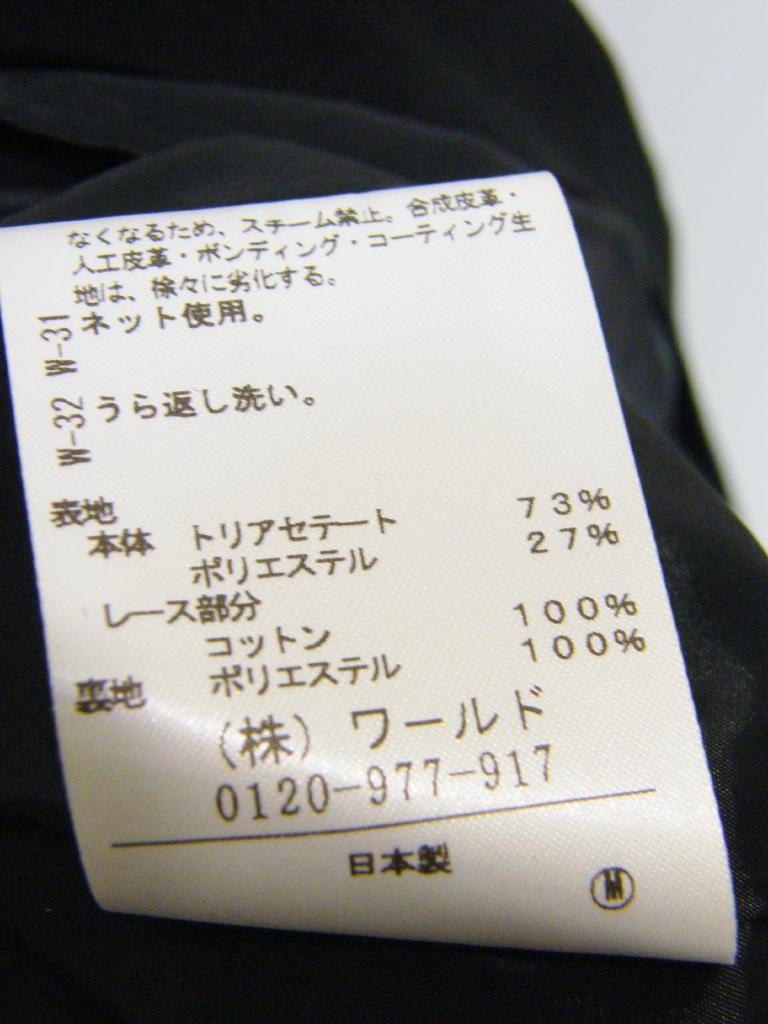 なくなるため、スチーム禁止。合成皮革・
人工皮革・ボンディング・コーティング生
地は、徐々に劣化する。
W-31 ネット使用。
W-32 うら返し洗い。
表地
本体 トリアセテート 73%
ポリエステル 27%
レース部分
コットン 100%
裏地 ポリエステル 100%
(株) ワールド
0120-977-917
日本製
M